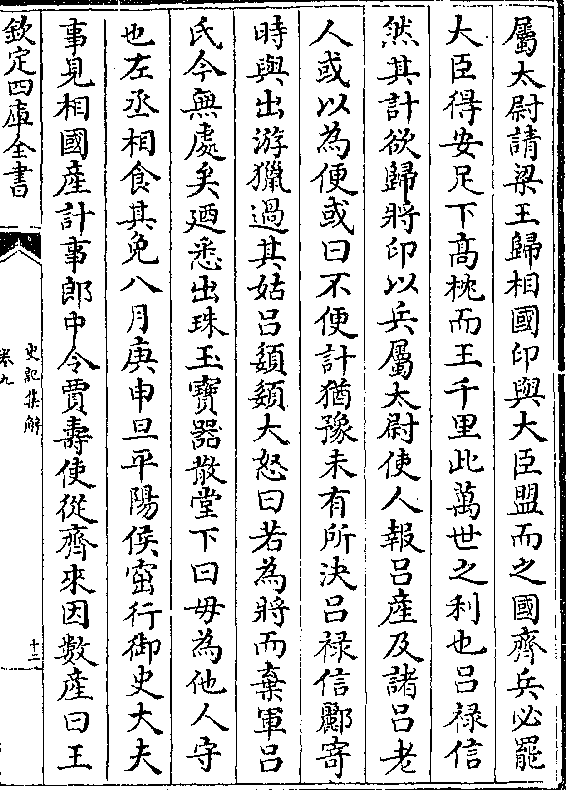 屬太尉請梁王歸相國印與大臣盟而之國齊兵必罷
大臣得安足下高枕而王千里此萬世之利也呂祿信
然其計欲歸將印以兵屬太尉使人報呂產及諸呂老
人或以為便或曰不便計猶豫未有所決呂祿信酈寄
時與出游獵過其姑呂嬃嬃大怒曰若為將而棄軍呂
氏今無處矣廼悉出珠玉寶器散堂下曰毋為他人守
也左丞相食其免八月庚申旦平陽侯窋行御史大夫
事見相國產計事郎中令賈壽使從齊來因數產曰王
欽定四庫全書
史記集解
卷九
十二